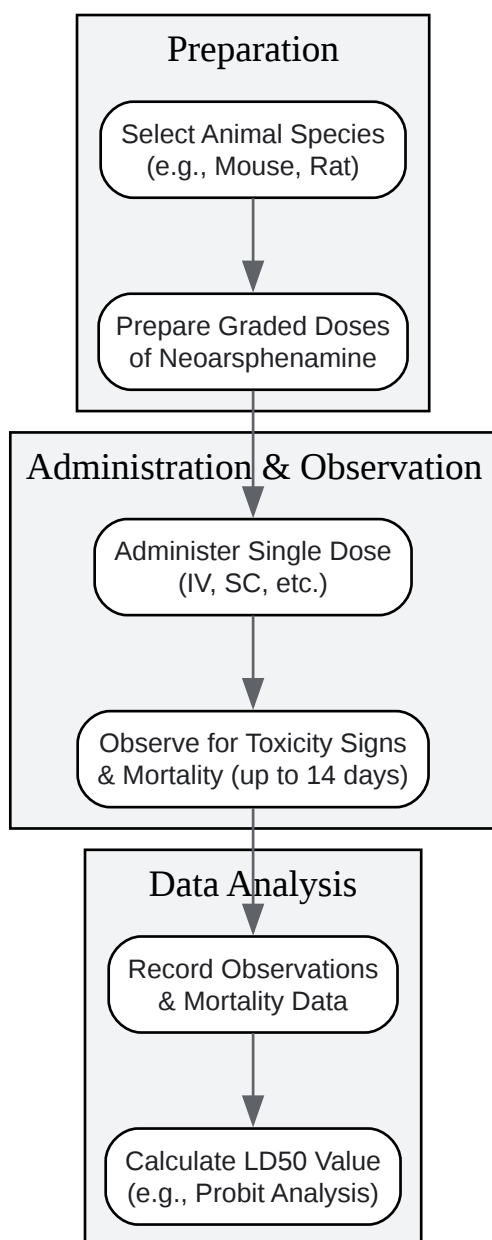 Preparation
Select Animal Species
(e.g., Mouse, Rat)
Prepare Graded Doses
of Neoarsphenamine
Administration & Observation
Administer Single Dose
(IV, SC, etc.)
Observe for Toxicity Signs
& Mortality (up to 14 days)
Data Analysis
Record Observations
& Mortality Data
Calculate LD50 Value
(e.g., Probit Analysis)